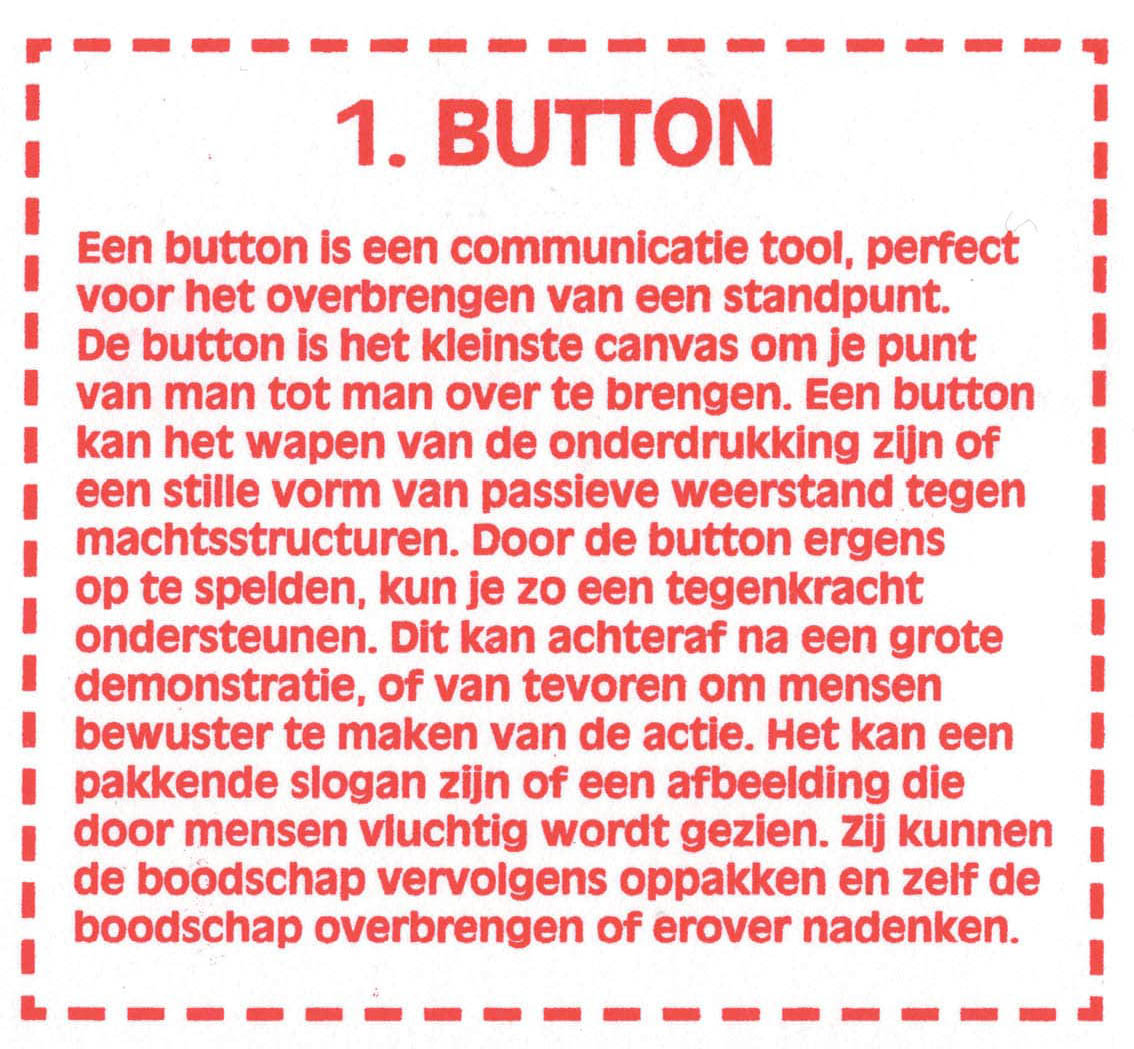 1. BUTTON
Een button is een communicatie tool, perfect
voor het overbrengen van een standpunt.
De button is het kleinste canvas om je punt
van man tot man over te brengen. Een button
kan het wapen van de onderdrukking zijn of
een stille vorm van passieve weerstand tegen
machtsstructuren. Door de button ergens
op te spelden, kun je zo een tegenkracht
ondersteunen. Dit kan achteraf na een grote
demonstratie, of van tevoren om mensen
bewuster te maken van de actie. Het kan een
pakkende slogan zijn of een afbeelding die
door mensen vluchtig wordt gezien. Zij kunnen
de boodschap vervolgens oppakken en zelf de
boodschap overbrengen of erover nadenken.